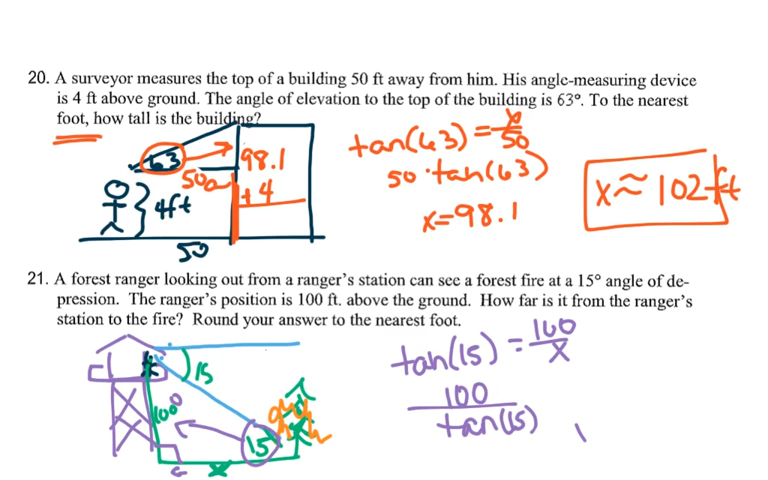 20. A surveyor measures the top of a building 50 ft away from him. His angle-measuring device
is 4 ft above ground. The angle of elevation to the top of the building is 63°. To the nearest
foot, how tall is the building?
63
50
98.1
+ 4
4ft
50
tan(63) = x/50
50 · tan(63)
x = 98.1
x ≈ 102 ft
21. A forest ranger looking out from a ranger's station can see a forest fire at a 15° angle of de-
pression. The ranger's position is 100 ft. above the ground. How far is it from the ranger's
station to the fire? Round your answer to the nearest foot.
15
100
15
x
tan(15) = 100/x
100
tan(15)